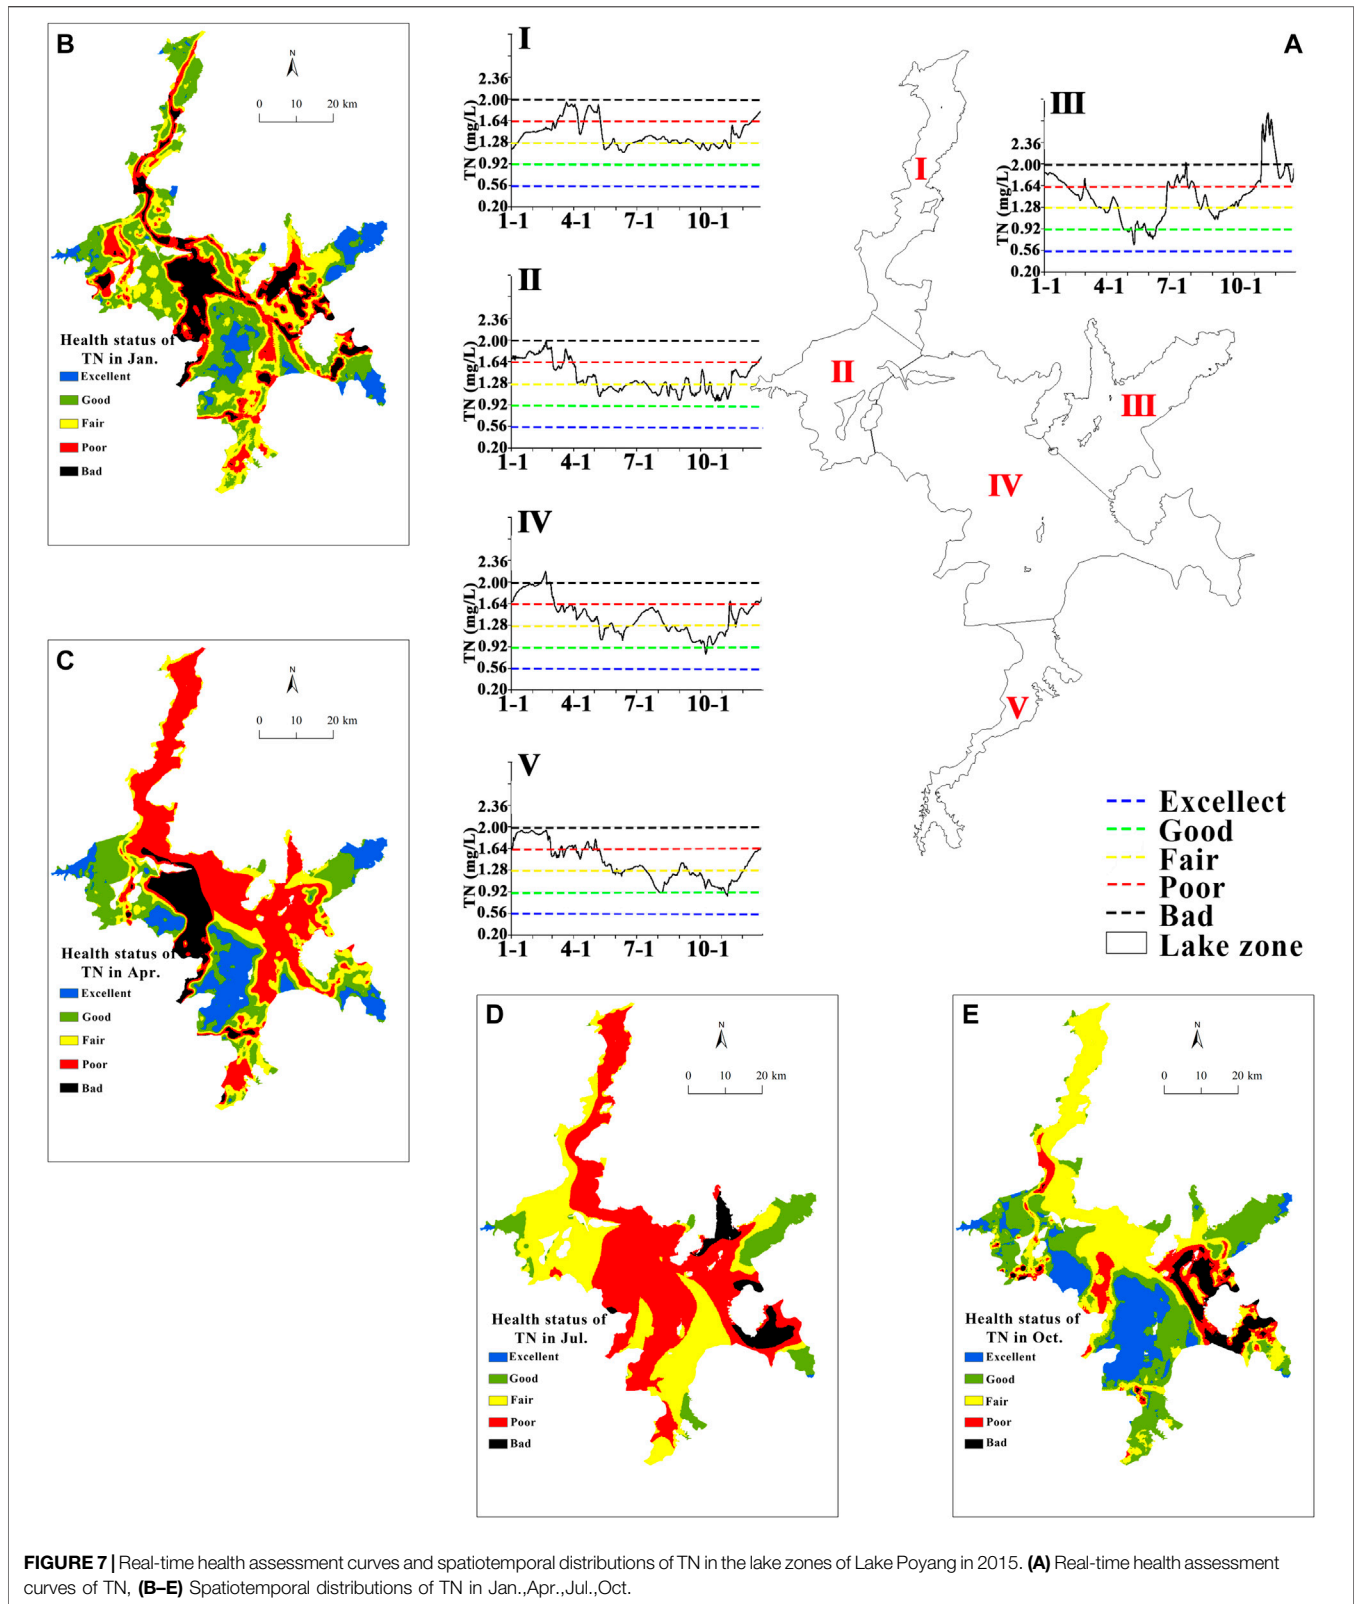 B
N
0 10 20 km
Health status of
TN in Jan.
Excellent
Good
Fair
Poor
Bad
I
TN (mg/L)
2.36
2.00
1.64
1.28
0.92
0.56
0.20
1-1 4-1 7-1 10-1
A
I
II
III
IV
V
III
TN (mg/L)
2.36
2.00
1.64
1.28
0.92
0.56
0.20
1-1 4-1 7-1 10-1
II
TN (mg/L)
2.36
2.00
1.64
1.28
0.92
0.56
0.20
1-1 4-1 7-1 10-1
IV
TN (mg/L)
2.36
2.00
1.64
1.28
0.92
0.56
0.20
1-1 4-1 7-1 10-1
V
TN (mg/L)
2.36
2.00
1.64
1.28
0.92
0.56
0.20
1-1 4-1 7-1 10-1
Excellect
Good
Fair
Poor
Bad
Lake zone
C
N
0 10 20 km
Health status of
TN in Apr.
Excellent
Good
Fair
Poor
Bad
D
N
0 10 20 km
Health status of
TN in Jul.
Excellent
Good
Fair
Poor
Bad
E
N
0 10 20 km
Health status of
TN in Oct.
Excellent
Good
Fair
Poor
Bad
FIGURE 7 | Real-time health assessment curves and spatiotemporal distributions of TN in the lake zones of Lake Poyang in 2015. (A) Real-time health assessment
curves of TN, (B–E) Spatiotemporal distributions of TN in Jan.,Apr.,Jul.,Oct.